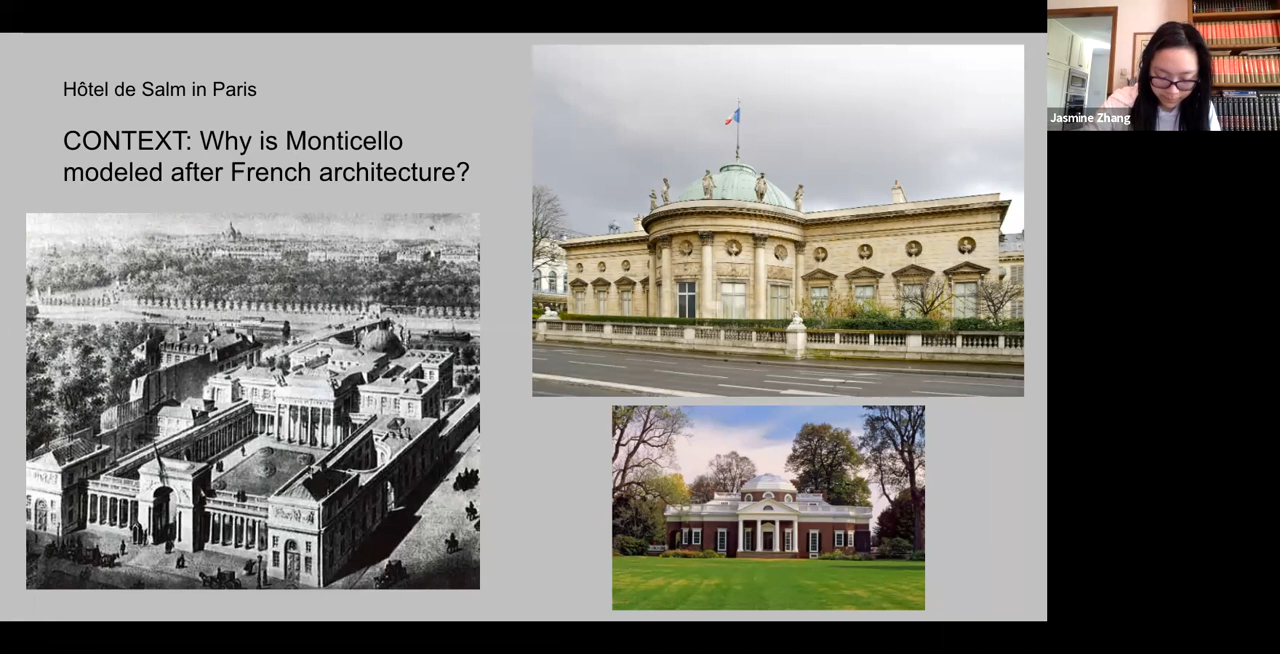 Hôtel de Salm in Paris
CONTEXT: Why is Monticello
modeled after French architecture?
Jasmine Zhang